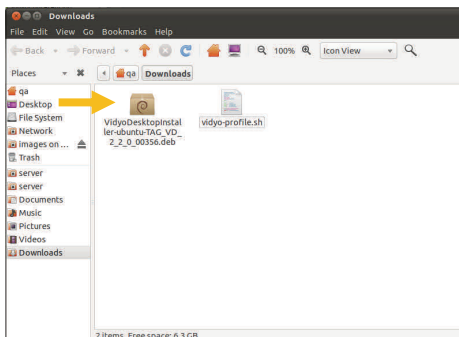 Downloads
File Edit View Go Bookmarks Help
Back Forward 100% Icon View
Places qa Downloads
qa
Desktop
File System
Network
images on ...
Trash
server
server
Documents
Music
Pictures
Videos
Downloads
VidyoDesktopInstal
ler-ubuntu-TAG_VD_
2_2_0_00356.deb
vidyo-profile.sh
2 items, Free space: 6.3 GB